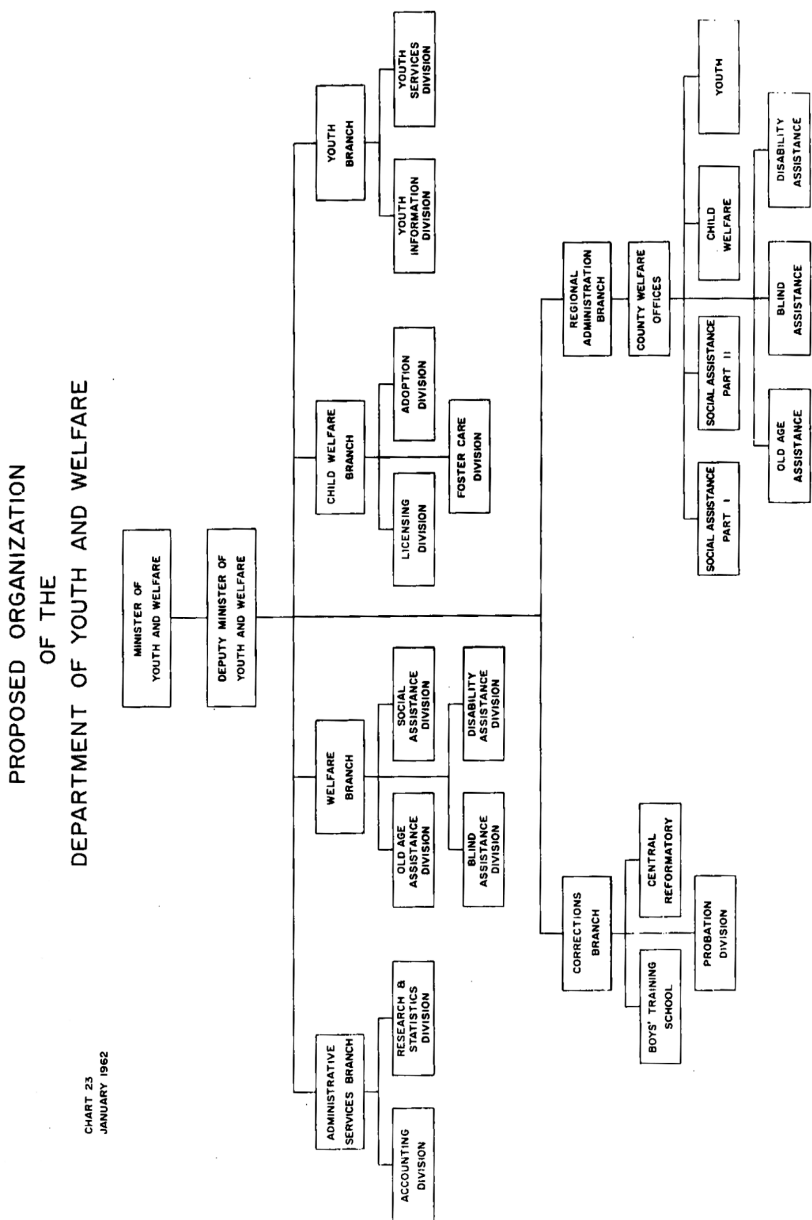 CHART 23
JANUARY 1962
PROPOSED ORGANIZATION
OF THE
DEPARTMENT OF YOUTH AND WELFARE
MINISTER OF
YOUTH AND WELFARE
DEPUTY MINISTER OF
YOUTH AND WELFARE
ADMINISTRATIVE
SERVICES BRANCH
ACCOUNTING
DIVISION
RESEARCH &
STATISTICS
DIVISION
WELFARE
BRANCH
OLD AGE
ASSISTANCE
DIVISION
SOCIAL
ASSISTANCE
DIVISION
BLIND
ASSISTANCE DIVISION
DISABILITY
ASSISTANCE DIVISION
CHILD WELFARE
BRANCH
LICENSING
DIVISION
ADOPTION
DIVISION
FOSTER CARE
DIVISION
YOUTH
BRANCH
YOUTH
INFORMATION
DIVISION
YOUTH
SERVICES
DIVISION
CORRECTIONS
BRANCH
BOYS' TRAINING
SCHOOL
CENTRAL
REFORMATORY
PROBATION
DIVISION
REGIONAL
ADMINISTRATION
BRANCH
COUNTY WELFARE
OFFICES
SOCIAL ASSISTANCE
PART I
SOCIAL ASSISTANCE
PART II
CHILD
WELFARE
YOUTH
OLD AGE
ASSISTANCE
BLIND
ASSISTANCE
DISABILITY
ASSISTANCE